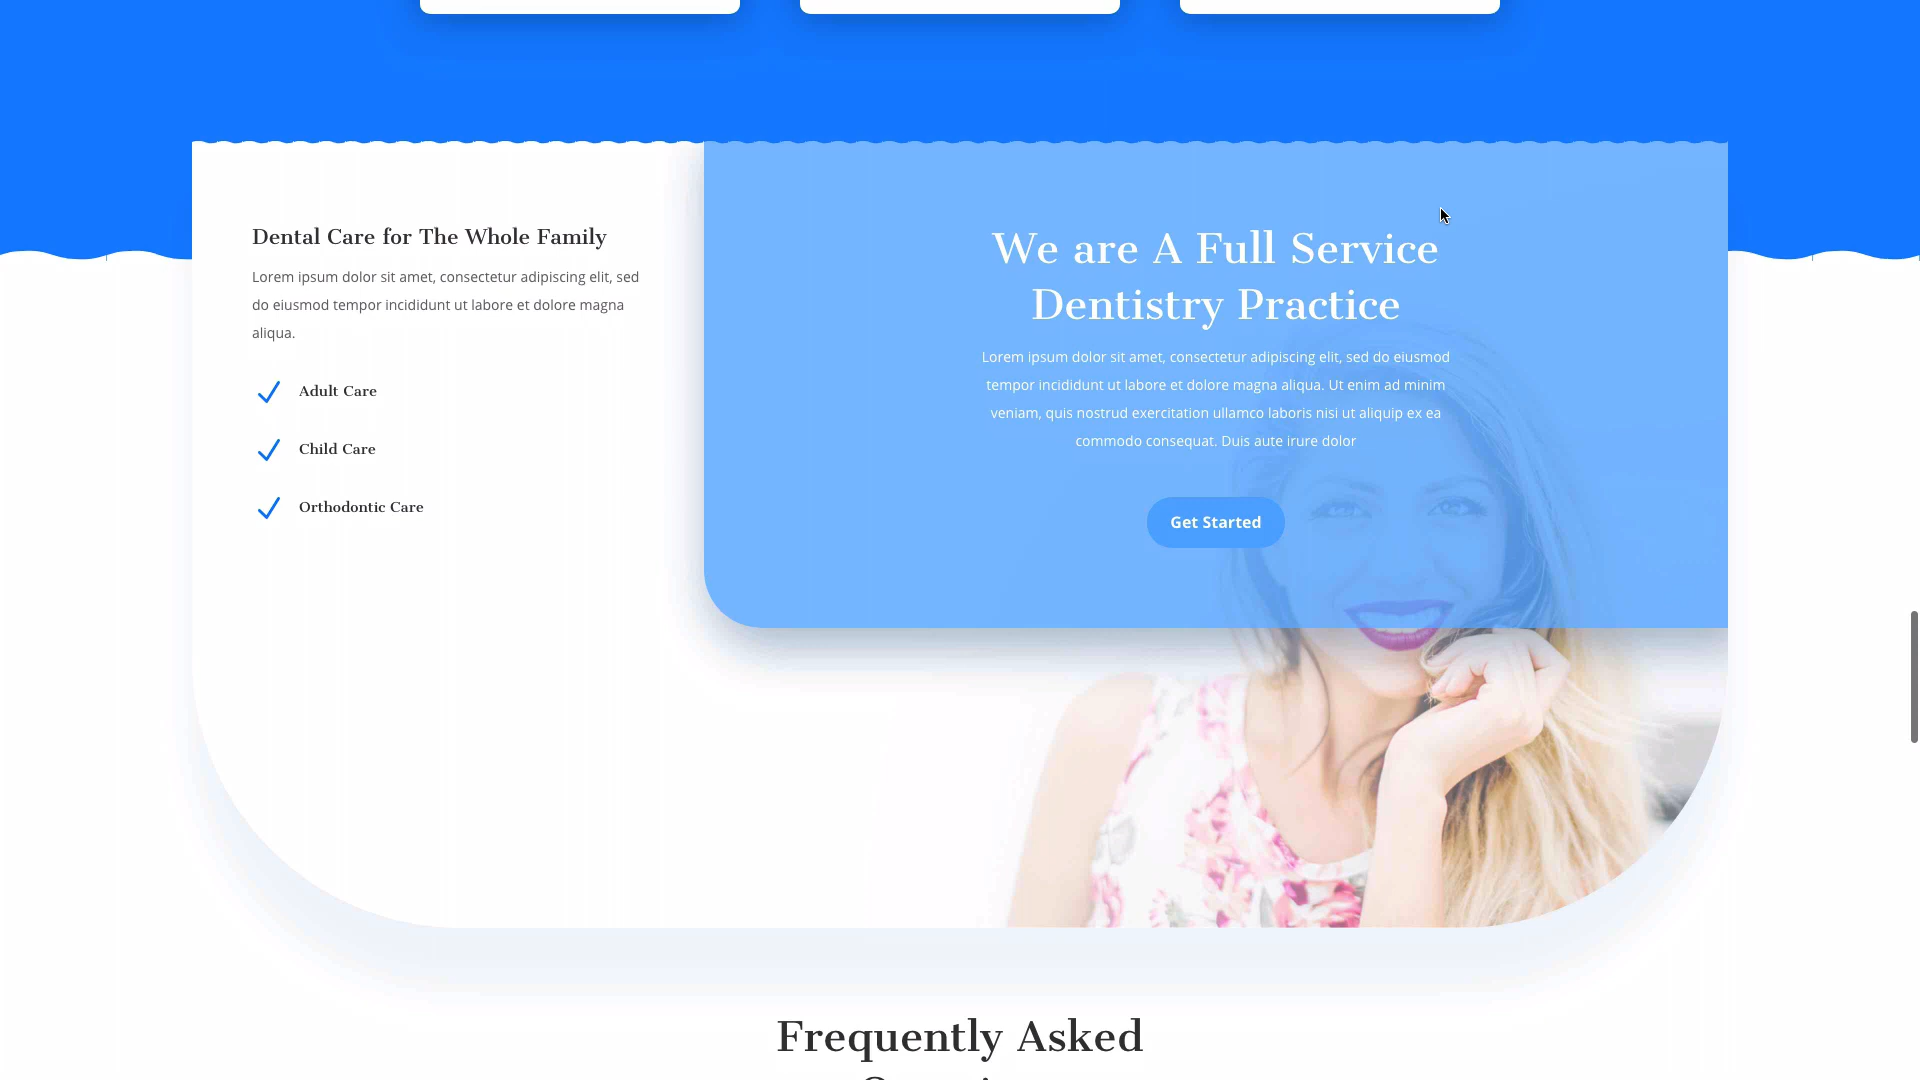 Dental Care for The Whole Family
Lorem ipsum dolor sit amet, consectetur adipiscing elit, sed
do eiusmod tempor incididunt ut labore et dolore magna
aliqua.
Adult Care
Child Care
Orthodontic Care
We are A Full Service
Dentistry Practice
Lorem ipsum dolor sit amet, consectetur adipiscing elit, sed do eiusmod
tempor incididunt ut labore et dolore magna aliqua. Ut enim ad minim
veniam, quis nostrud exercitation ullamco laboris nisi ut aliquip ex ea
commodo consequat. Duis aute irure dolor
Get Started
Frequently Asked